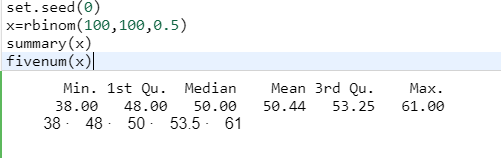 set.seed(0)
x=rbinom(100,100,0.5)
summary(x)
fivenum(x)
Min. 1st Qu. Median Mean 3rd Qu. Max.
38.00 48.00 50.00 50.44 53.25 61.00
38 · 48 · 50 · 53.5 · 61